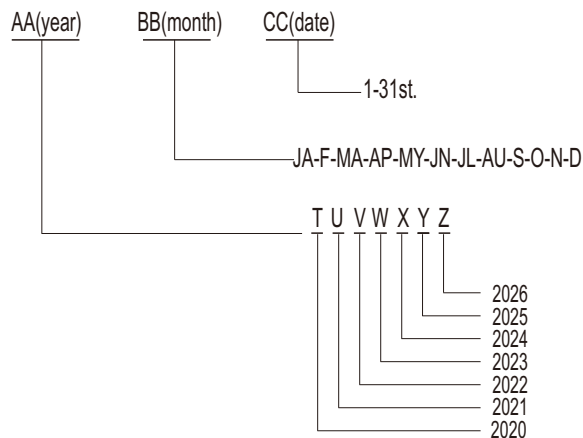 AA(year) BB(month) CC(date)
1-31st.
JA-F-MA-AP-MY-JN-JL-AU-S-O-N-D
T U V W X Y Z
2026
2025
2024
2023
2022
2021
2020